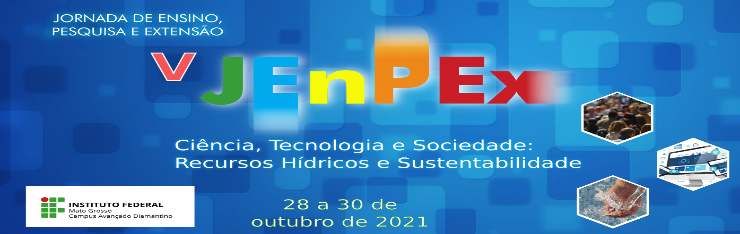 JORNADA DE ENSINO,
PESQUISA E EXTENSÃO
V JEnPEx
Ciência, Tecnologia e Sociedade:
Recursos Hídricos e Sustentabilidade
INSTITUTO FEDERAL
Mato Grosso
Campus Avançado Diamantino
28 a 30 de
outubro de 2021